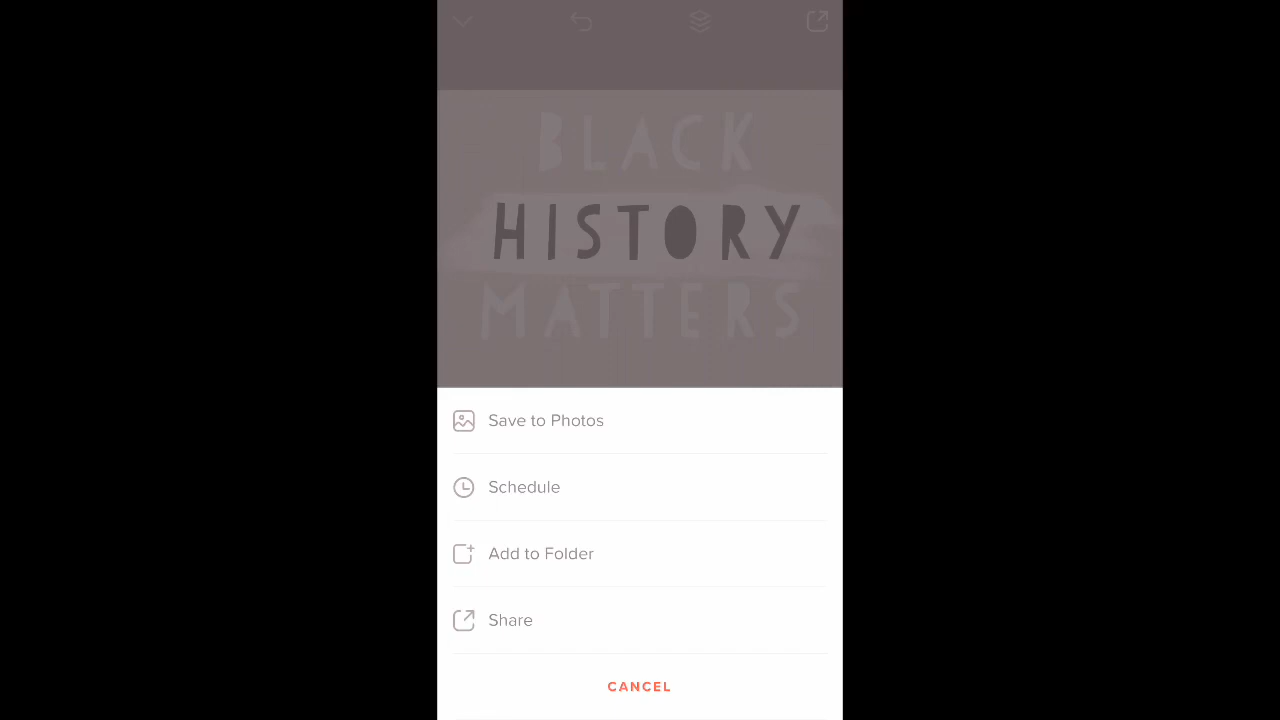 BLACK
HISTORY
MATTERS
Save to Photos
Schedule
Add to Folder
Share
CANCEL